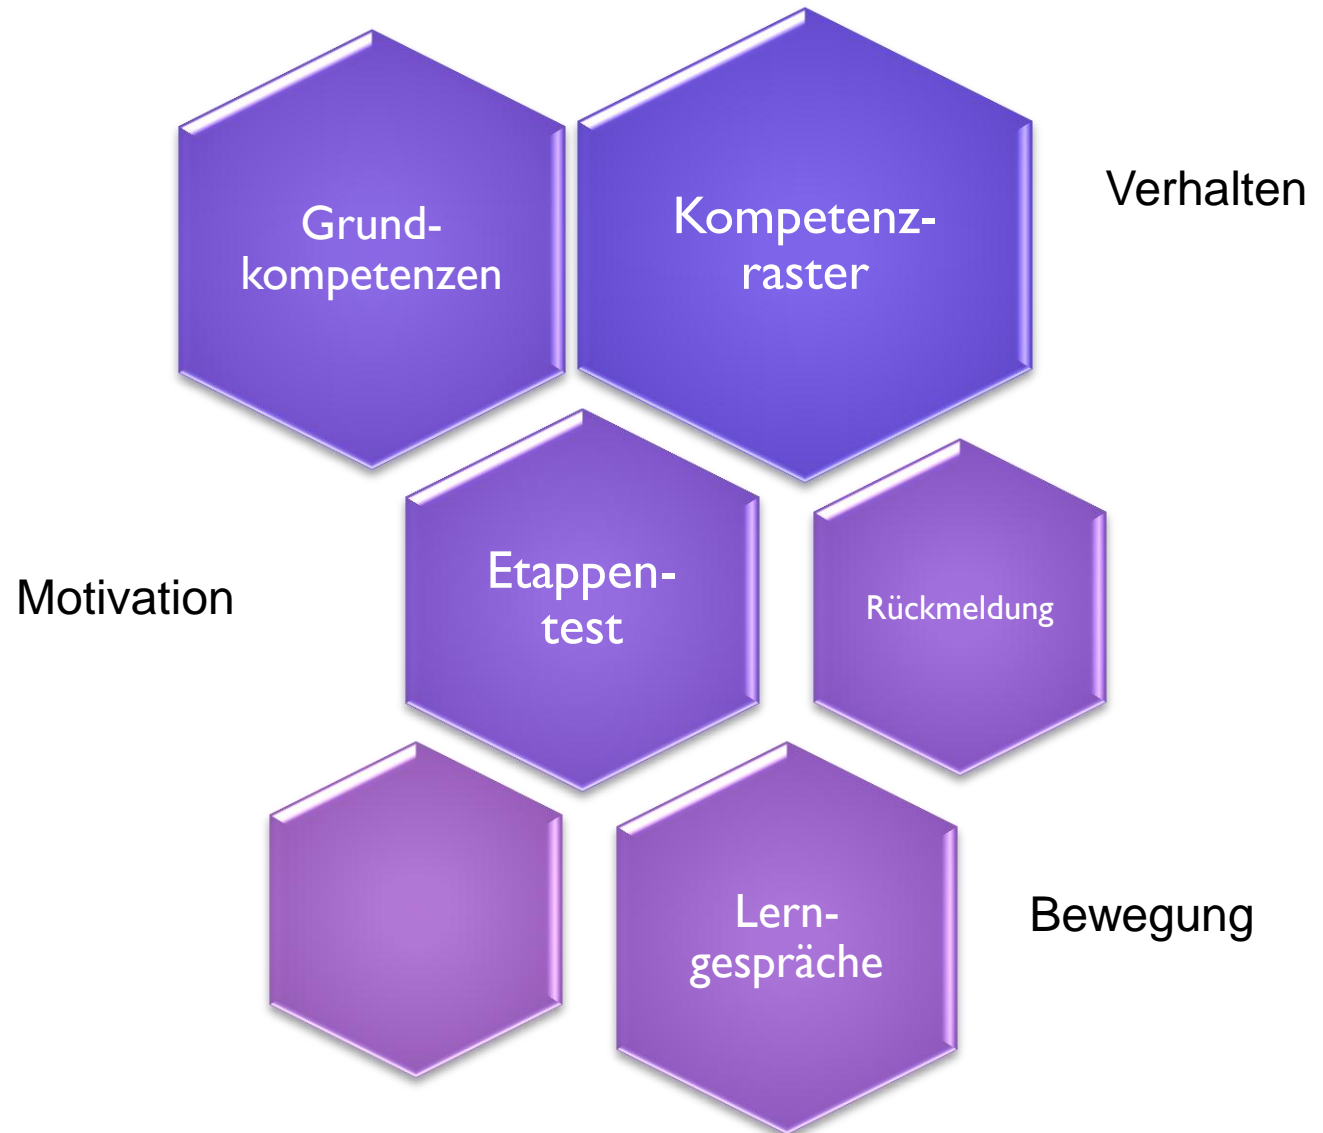 Grund-
kompetenzen
Kompetenz-
raster
Verhalten
Motivation
Etappen-
test
Rückmeldung
Lern-
gespräche
Bewegung